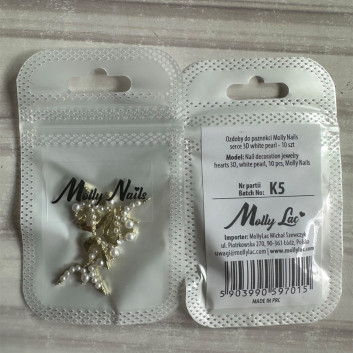 Molly Nails
Ozdoby do paznokci Molly Nails
serce 3D white pearl - 10 szt
Model: Nail decoration jewelry
hearts 3D, white pearl, 10 pcs, Molly Nails
Nr partii
Batch No: K5
Molly Lac
Importer: MollyLac Michał Szewczyk
ul. Piotrkowska 270, 90-361 Łódź, Polska
uwagi@mollylac.com | www.mollylac.com
5 903990 597015
MADE IN PRC